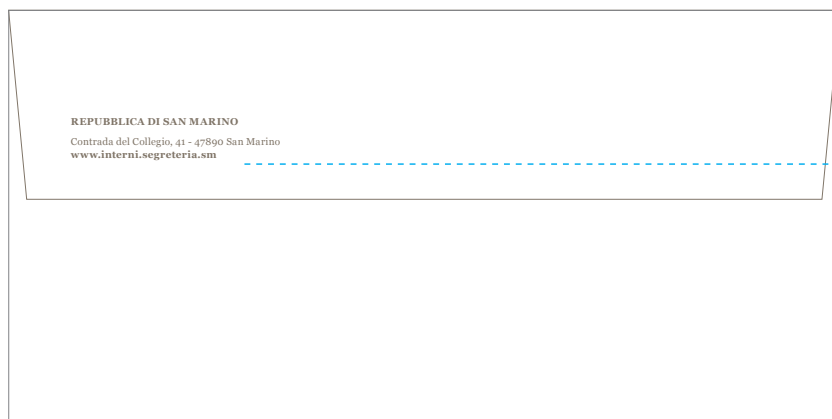 REPUBBLICA DI SAN MARINO
Contrada del Collegio, 41 - 47890 San Marino
www.interni.segreteria.sm